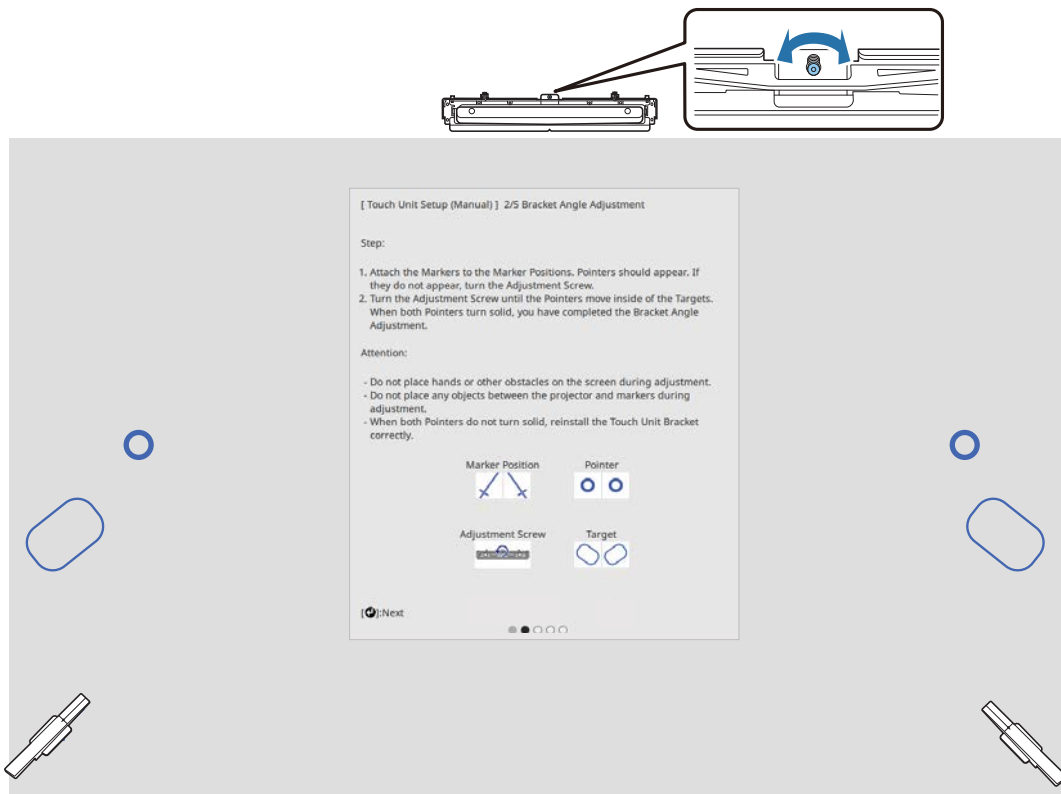 [ Touch Unit Setup (Manual) ] 2/5 Bracket Angle Adjustment
Step:
1. Attach the Markers to the Marker Positions. Pointers should appear. If
they do not appear, turn the Adjustment Screw.
2. Turn the Adjustment Screw until the Pointers move inside of the Targets.
When both Pointers turn solid, you have completed the Bracket Angle
Adjustment.
Attention:
- Do not place hands or other obstacles on the screen during adjustment.
- Do not place any objects between the projector and markers during
adjustment.
- When both Pointers do not turn solid, reinstall the Touch Unit Bracket
correctly.
Marker Position Pointer
Adjustment Screw Target
[ ]:Next